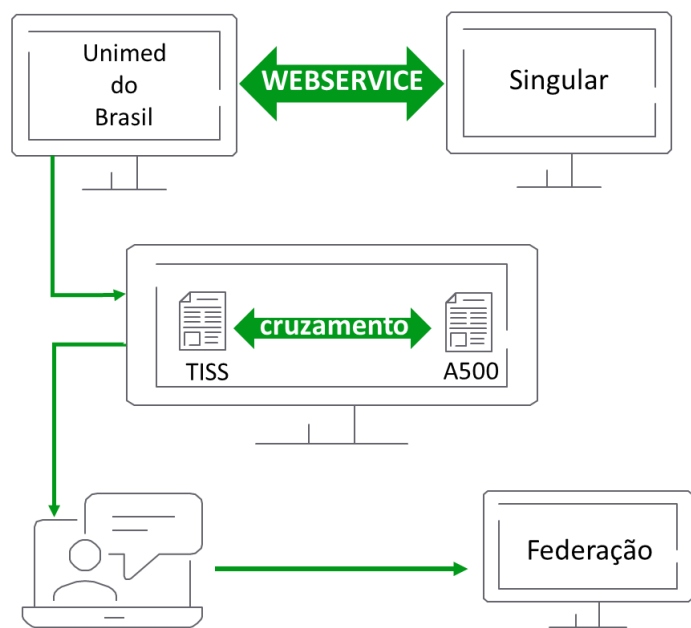 Unimed
do
Brasil
WEBSERVICE
Singular
cruzamento
TISS
A500
Federação